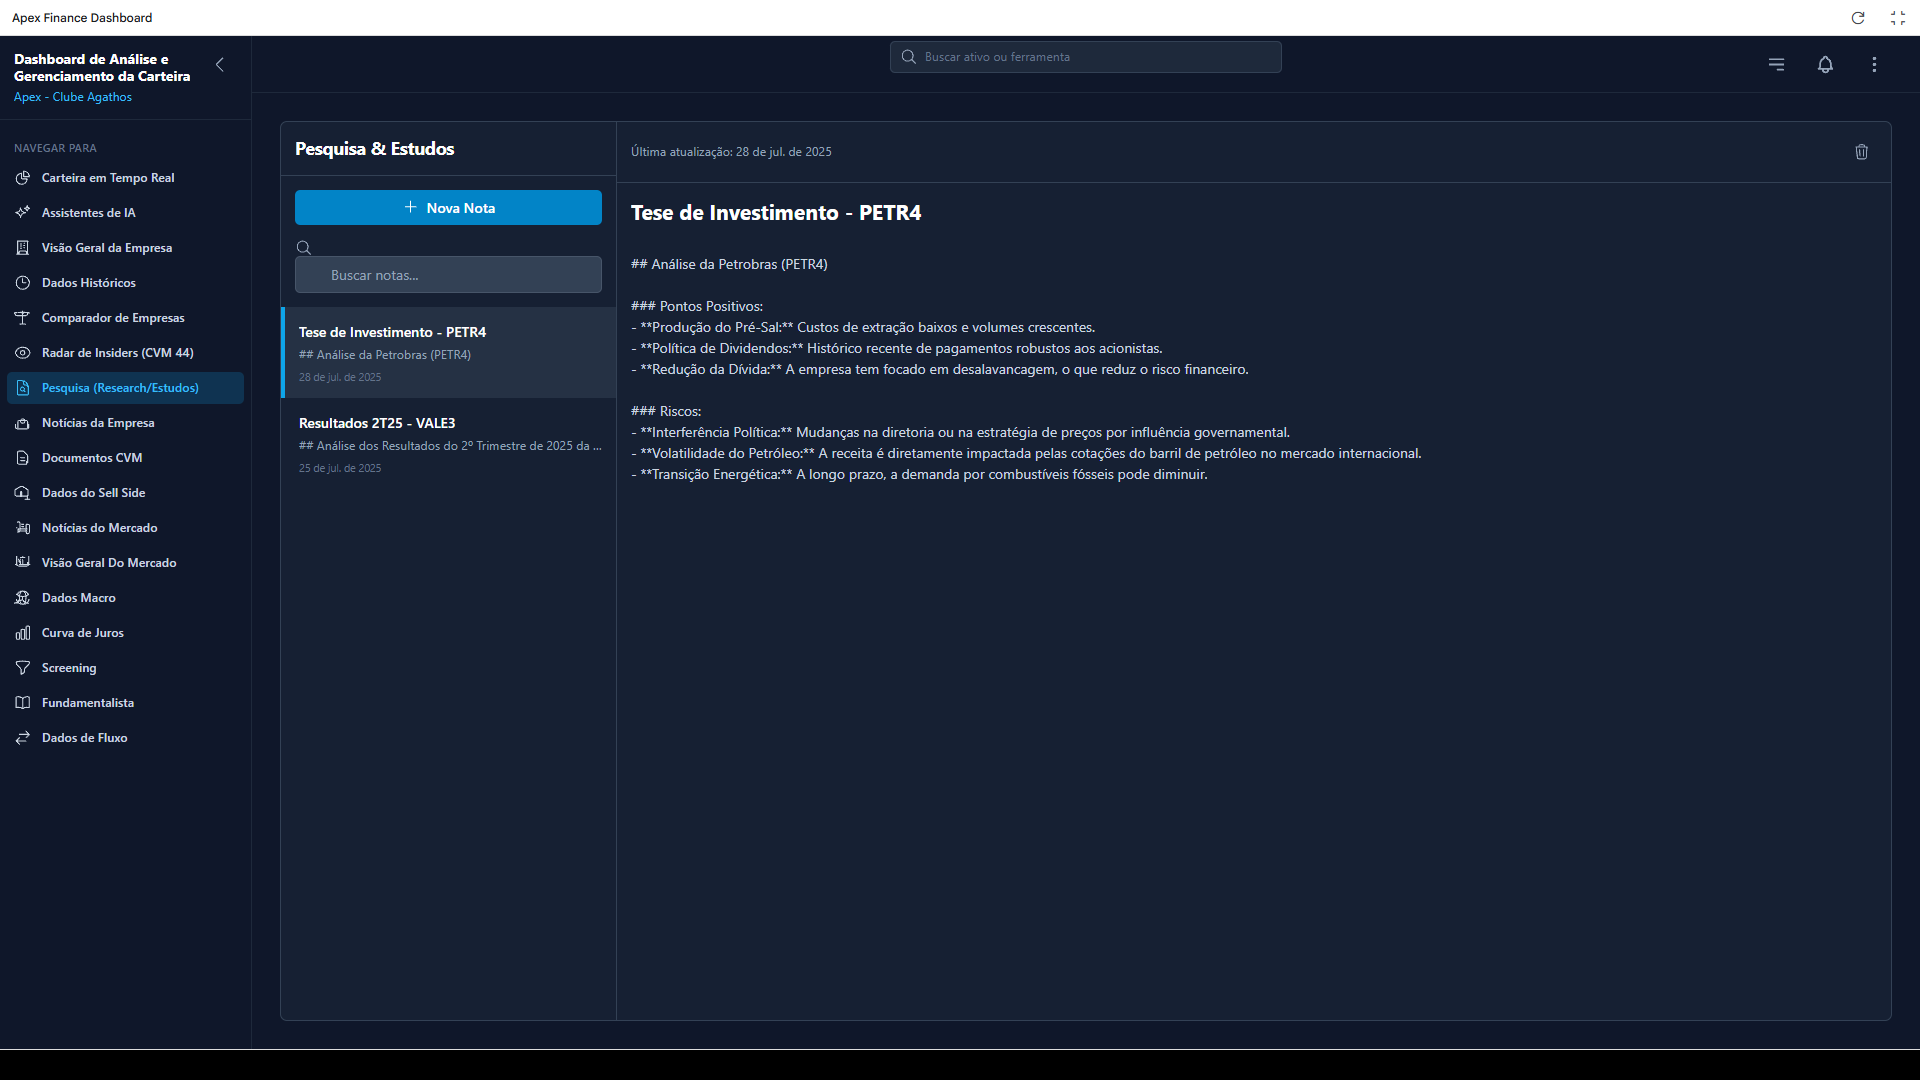 Apex Finance Dashboard
Dashboard de Análise e
Gerenciamento da Carteira
Apex - Clube Agathos
Buscar ativo ou ferramenta
NAVEGAR PARA
Carteira em Tempo Real
Assistentes de IA
Visão Geral da Empresa
Dados Históricos
Comparador de Empresas
Radar de Insiders (CVM 44)
Pesquisa (Research/Estudos)
Notícias da Empresa
Documentos CVM
Dados do Sell Side
Notícias do Mercado
Visão Geral Do Mercado
Dados Macro
Curva de Juros
Screening
Fundamentalista
Dados de Fluxo
Pesquisa & Estudos
Nova Nota
Buscar notas...
Tese de Investimento - PETR4
## Análise da Petrobras (PETR4)
28 de jul. de 2025
Resultados 2T25 - VALE3
## Análise dos Resultados do 2º Trimestre de 2025 da ...
25 de jul. de 2025
Última atualização: 28 de jul. de 2025
Tese de Investimento - PETR4
## Análise da Petrobras (PETR4)
### Pontos Positivos:
- **Produção do Pré-Sal:** Custos de extração baixos e volumes crescentes.
- **Política de Dividendos:** Histórico recente de pagamentos robustos aos acionistas.
- **Redução da Dívida:** A empresa tem focado em desalavancagem, o que reduz o risco financeiro.
### Riscos:
- **Interferência Política:** Mudanças na diretoria ou na estratégia de preços por influência governamental.
- **Volatilidade do Petróleo:** A receita é diretamente impactada pelas cotações do barril de petróleo no mercado internacional.
- **Transição Energética:** A longo prazo, a demanda por combustíveis fósseis pode diminuir.